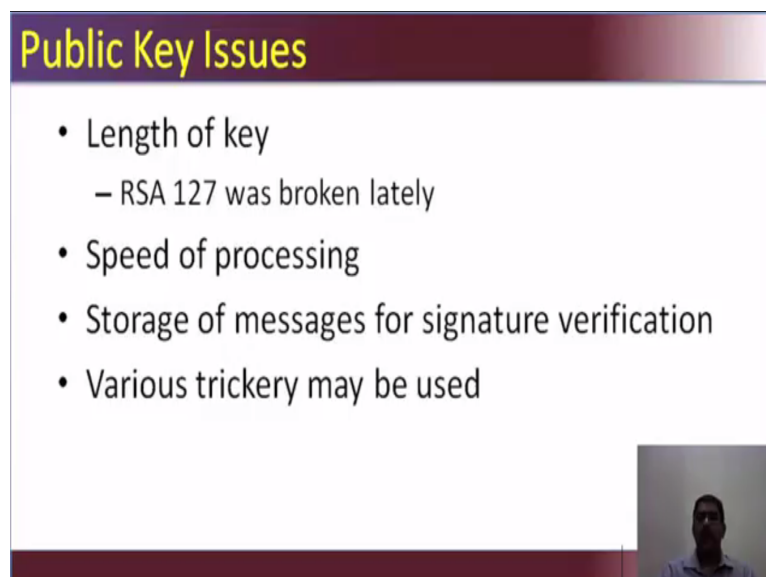 Public Key Issues
• Length of key
– RSA 127 was broken lately
• Speed of processing
• Storage of messages for signature verification
• Various trickery may be used